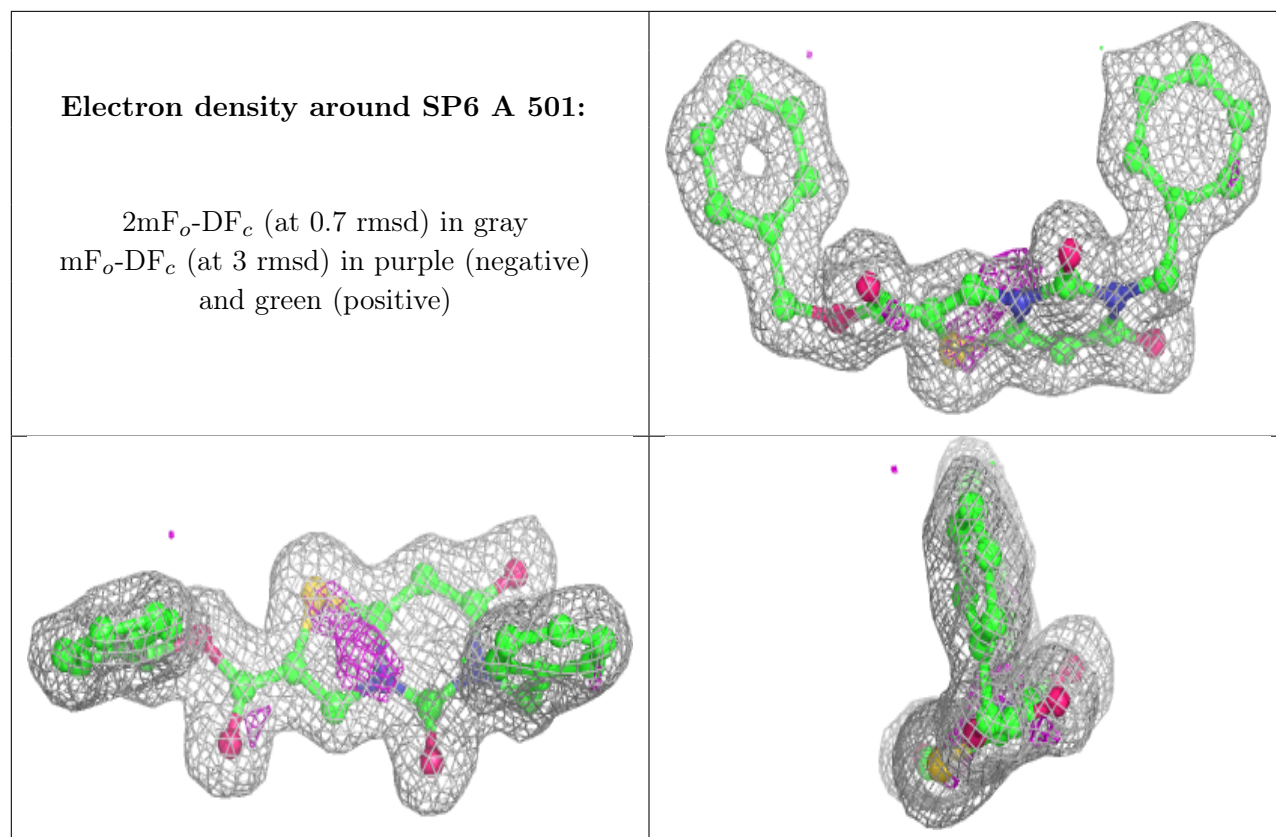 Electron density around SP6 A 501:
2mFo-DFc (at 0.7 rmsd) in gray
mFo-DFc (at 3 rmsd) in purple (negative)
and green (positive)